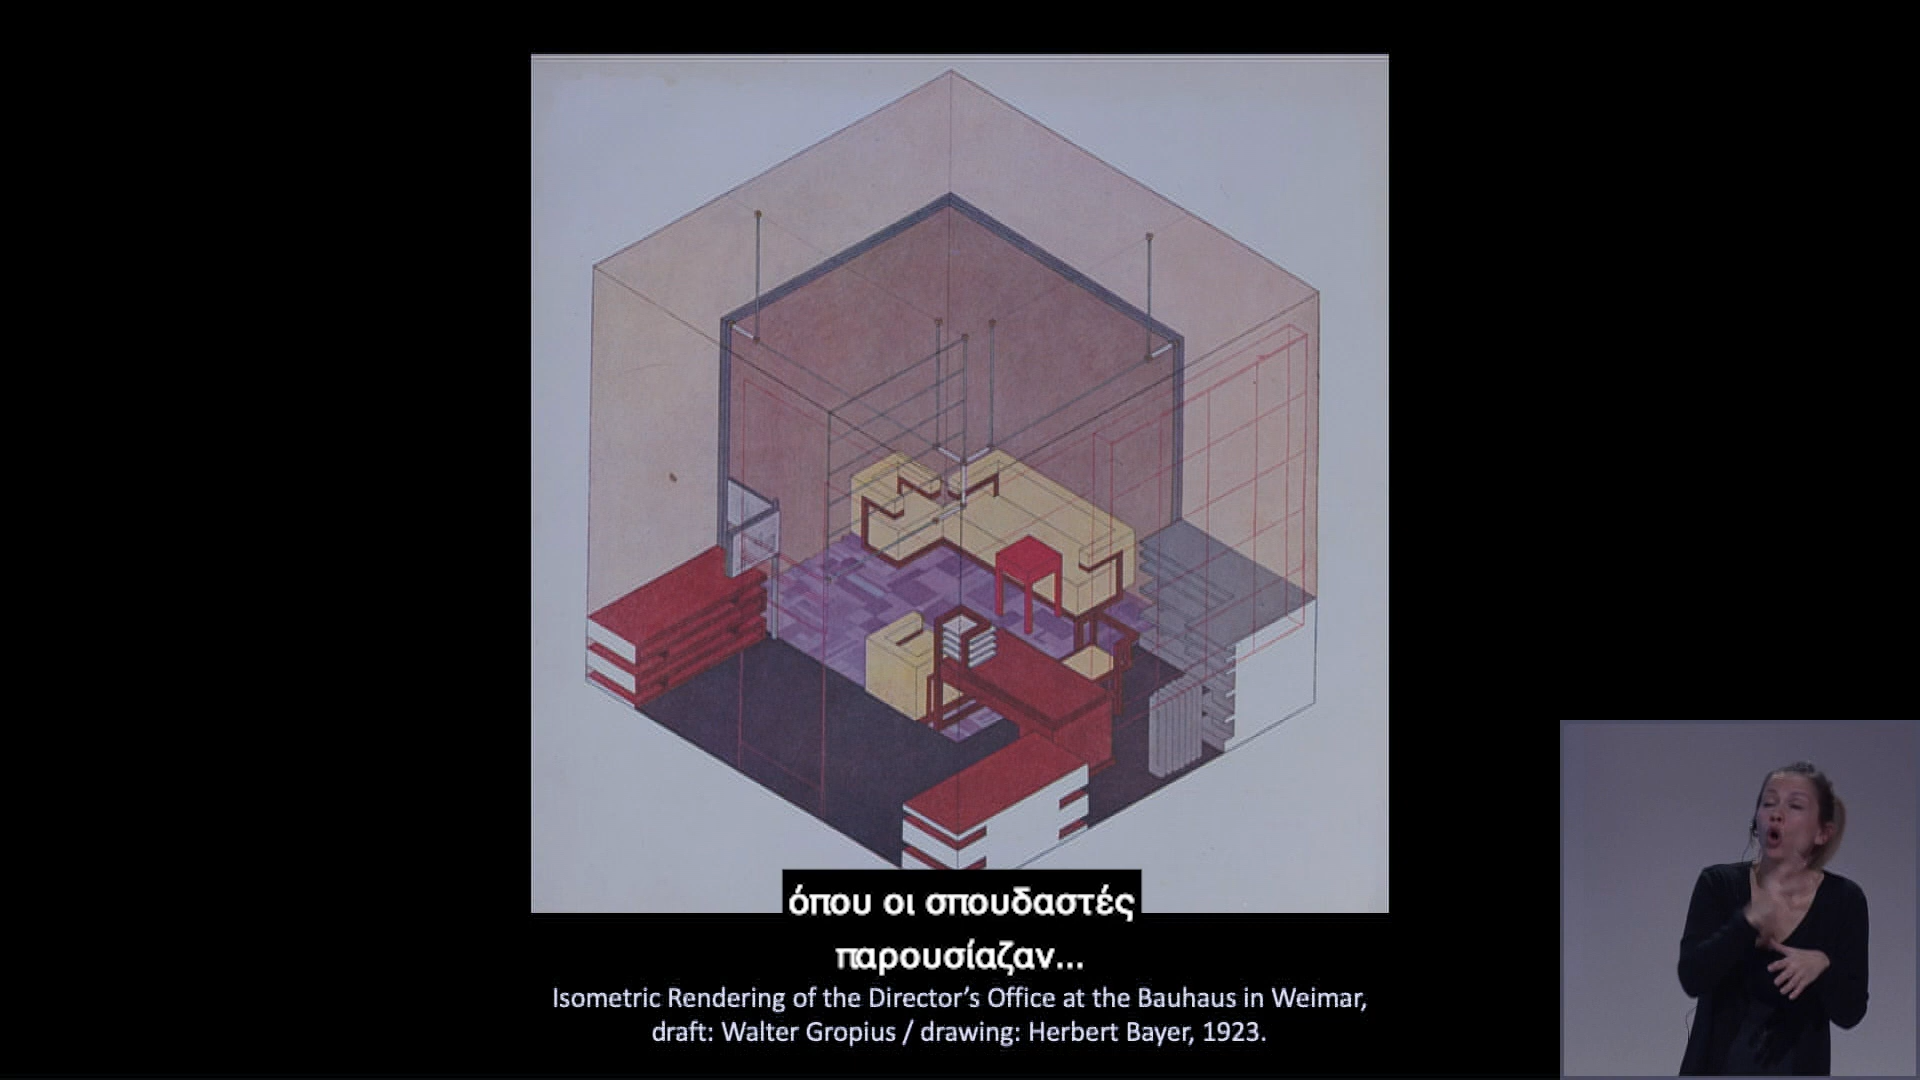 όπου οι σπουδαστές
παρουσίαζαν...
Isometric Rendering of the Director’s Office at the Bauhaus in Weimar,
draft: Walter Gropius / drawing: Herbert Bayer, 1923.